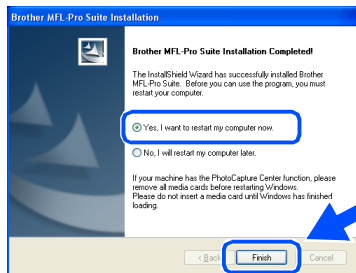 Brother MFL-Pro Suite Installation
Brother MFL-Pro Suite Installation Completed!
The InstallShield Wizard has successfully installed Brother
MFL-Pro Suite. Before you can use the program, you must
restart your computer.
Yes, I want to restart my computer now.
No, I will restart my computer later.
If your machine has the PhotoCapture Center function, please
remove all media cards before restarting Windows.
Please do not insert a media card until Windows has finished
loading.
< Back Finish Cancel